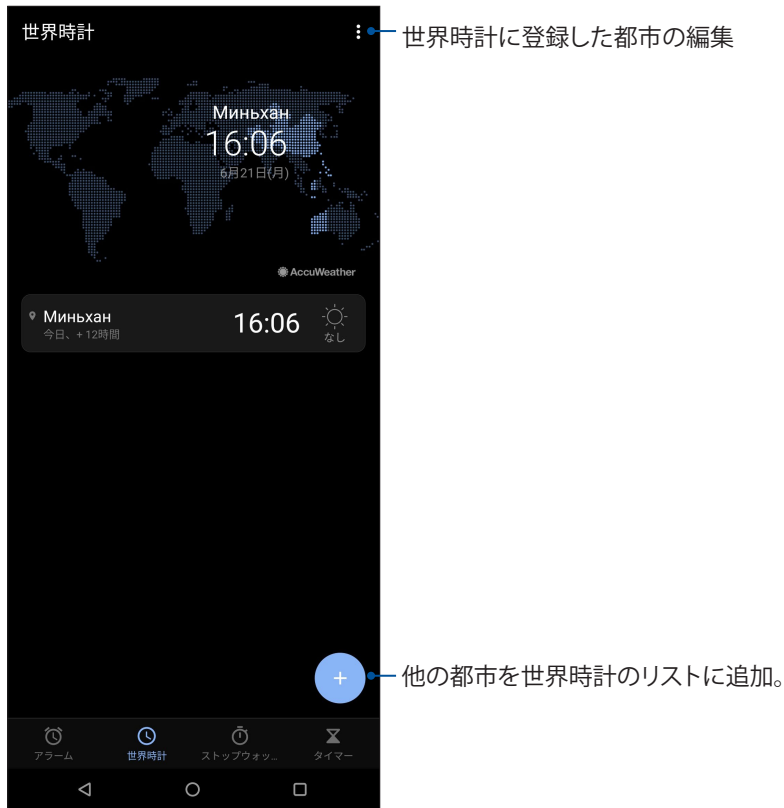 世界時計
世界時計に登録した都市の編集
Миньхан
16:06
6月21日(月)
AccuWeather
Миньхан
今日、+ 12時間
16:06
なし
+
他の都市を世界時計のリストに追加。
アラーム
世界時計
ストップウォッ...
タイマー